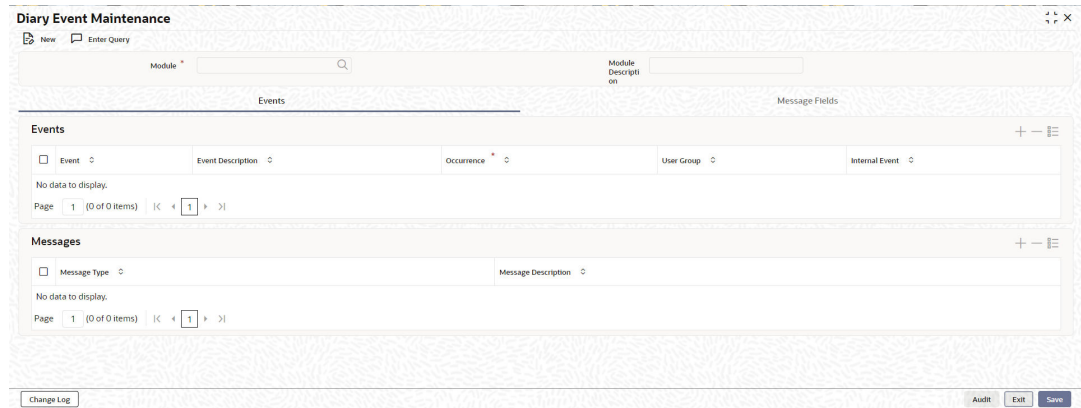 Diary Event Maintenance
New Enter Query
Module * Module Descripti on
Events Message Fields
Events
Event Event Description Occurrence * User Group Internal Event
No data to display.
Page 1 (0 of 0 items) 1
Messages
Message Type Message Description
No data to display.
Page 1 (0 of 0 items) 1
Change Log Audit Exit Save